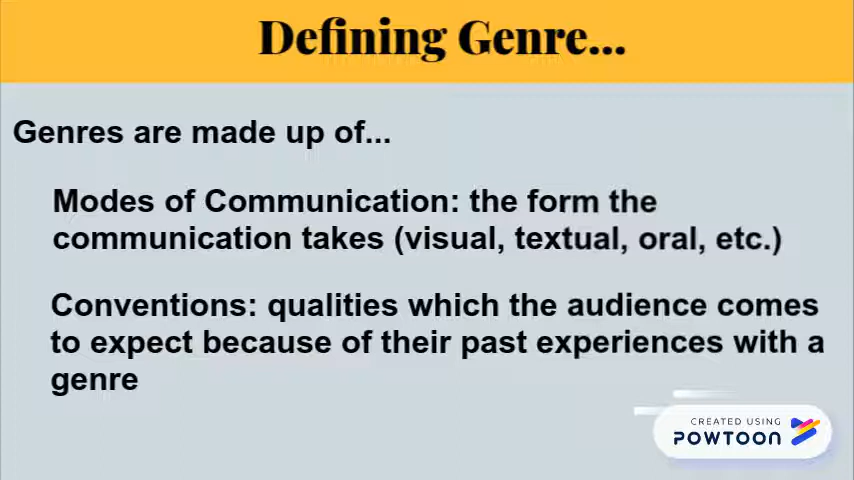 Defining Genre...
Genres are made up of...
Modes of Communication: the form the
communication takes (visual, textual, oral, etc.)
Conventions: qualities which the audience comes
to expect because of their past experiences with a
genre
CREATED USING
POWTOON